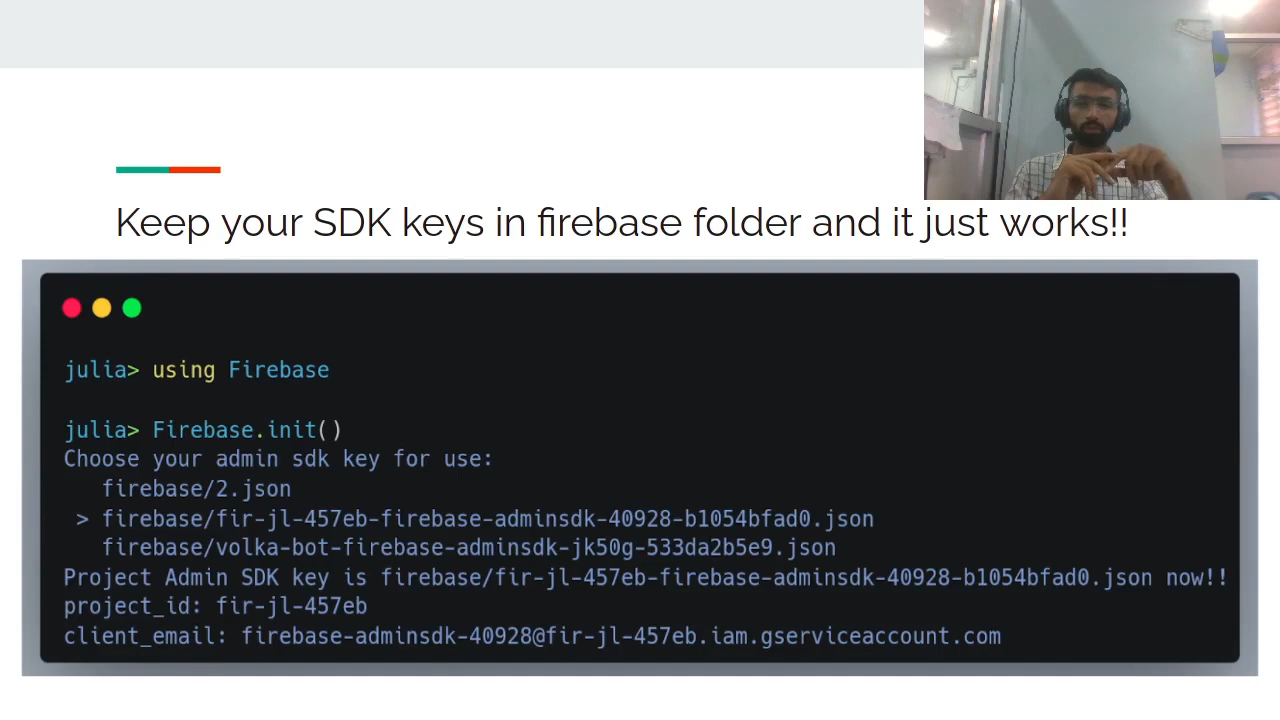 Keep your SDK keys in firebase folder and it just works!!
julia> using Firebase
julia> Firebase.init()
Choose your admin sdk key for use:
firebase/2.json
> firebase/fir-jl-457eb-firebase-adminsdk-40928-b1054bfad0.json
firebase/volka-bot-firebase-adminsdk-jk50g-533da2b5e9.json
Project Admin SDK key is firebase/fir-jl-457eb-firebase-adminsdk-40928-b1054bfad0.json now!!
project_id: fir-jl-457eb
client_email: firebase-adminsdk-40928@fir-jl-457eb.iam.gserviceaccount.com